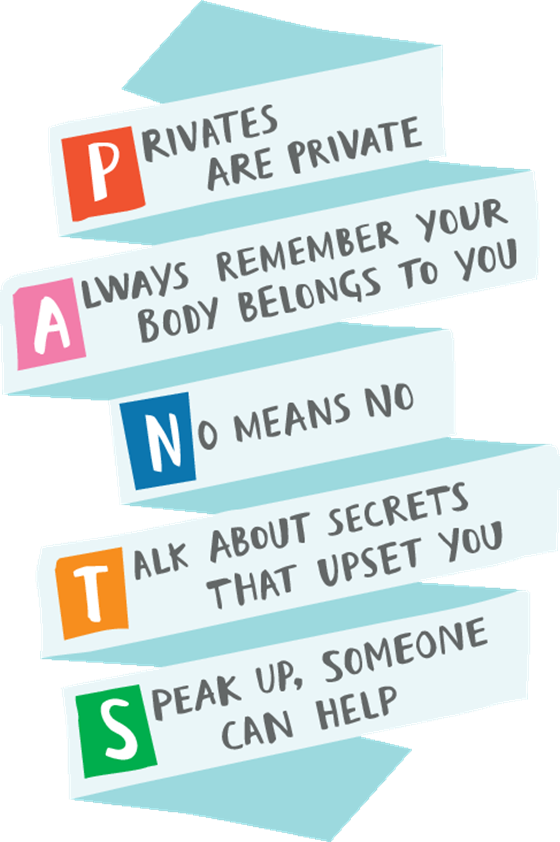 PRIVATES
ARE PRIVATE
ALWAYS REMEMBER YOUR
BODY BELONGS TO YOU
NO MEANS NO
TALK ABOUT SECRETS
THAT UPSET YOU
SPEAK UP, SOMEONE
CAN HELP